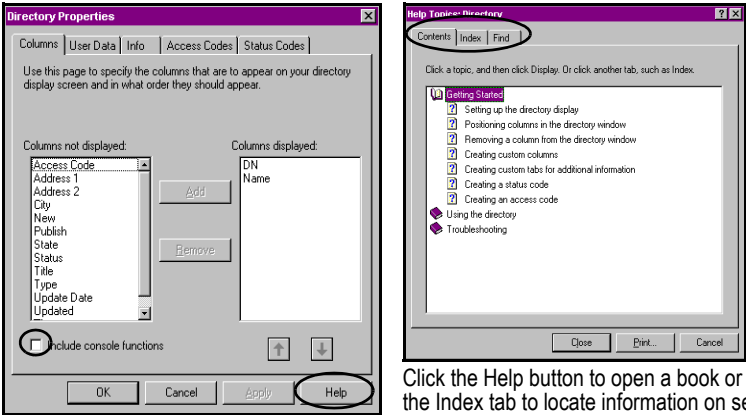 Directory Properties
Columns User Data Info Access Codes Status Codes
Use this page to specify the columns that are to appear on your directory
display screen and in what order they should appear.
Columns not displayed:
Access Code
Address 1
Address 2
City
New
Publish
State
Status
Title
Type
Update Date
Updated
Add
Remove
Columns displayed:
DN
Name
Include console functions
OK Cancel Apply Help
Help Topics: Directory
Contents Index Find
Click a topic, and then click Display. Or click another tab, such as Index.
Getting Started
Setting up the directory display
Positioning columns in the directory window
Removing a column from the directory window
Creating custom columns
Creating custom tabs for additional information
Creating a status code
Creating an access code
Using the directory
Troubleshooting
Close Print... Cancel
Click the Help button to open a book or
the Index tab to locate information on se